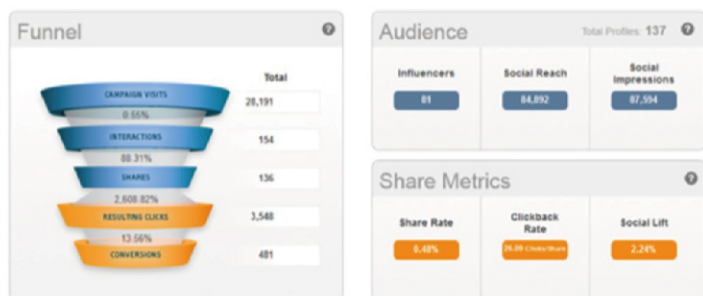 Funnel
Total
CAMPAIGN VISITS
28,191
0.55%
INTERACTIONS
154
88.31%
SHARES
136
2,608.82%
RESULTING CLICKS
3,548
13.56%
CONVERSIONS
481
Audience
Total Profiles: 137
Influencers
81
Social Reach
84,892
Social
Impressions
87,594
Share Metrics
Share Rate
0.48%
Clickback
Rate
26.09 Clicks/Share
Social Lift
2.24%